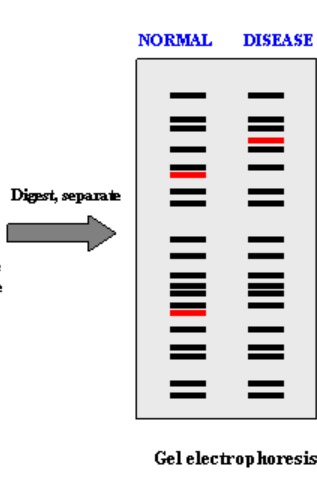 NORMAL DISEASE
Digest, separate
e
e
Gel electrophoresis